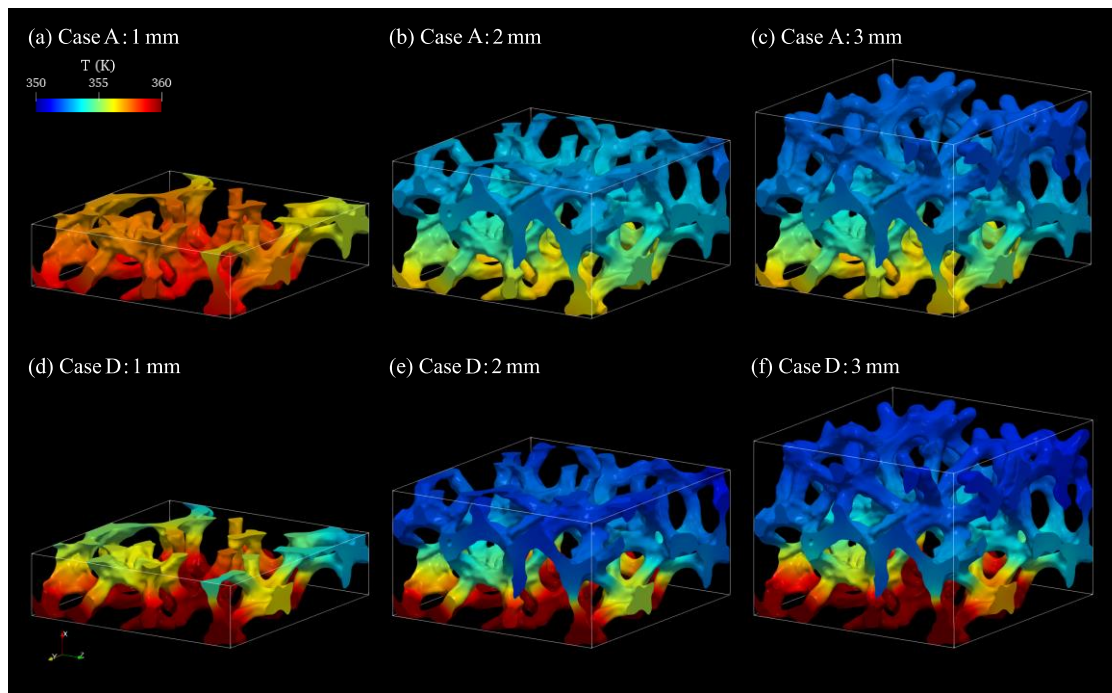 (a) Case A: 1 mm
(b) Case A: 2 mm
(c) Case A: 3 mm
T (K)
350 355 360
(d) Case D: 1 mm
(e) Case D: 2 mm
(f) Case D: 3 mm
X
Y
Z